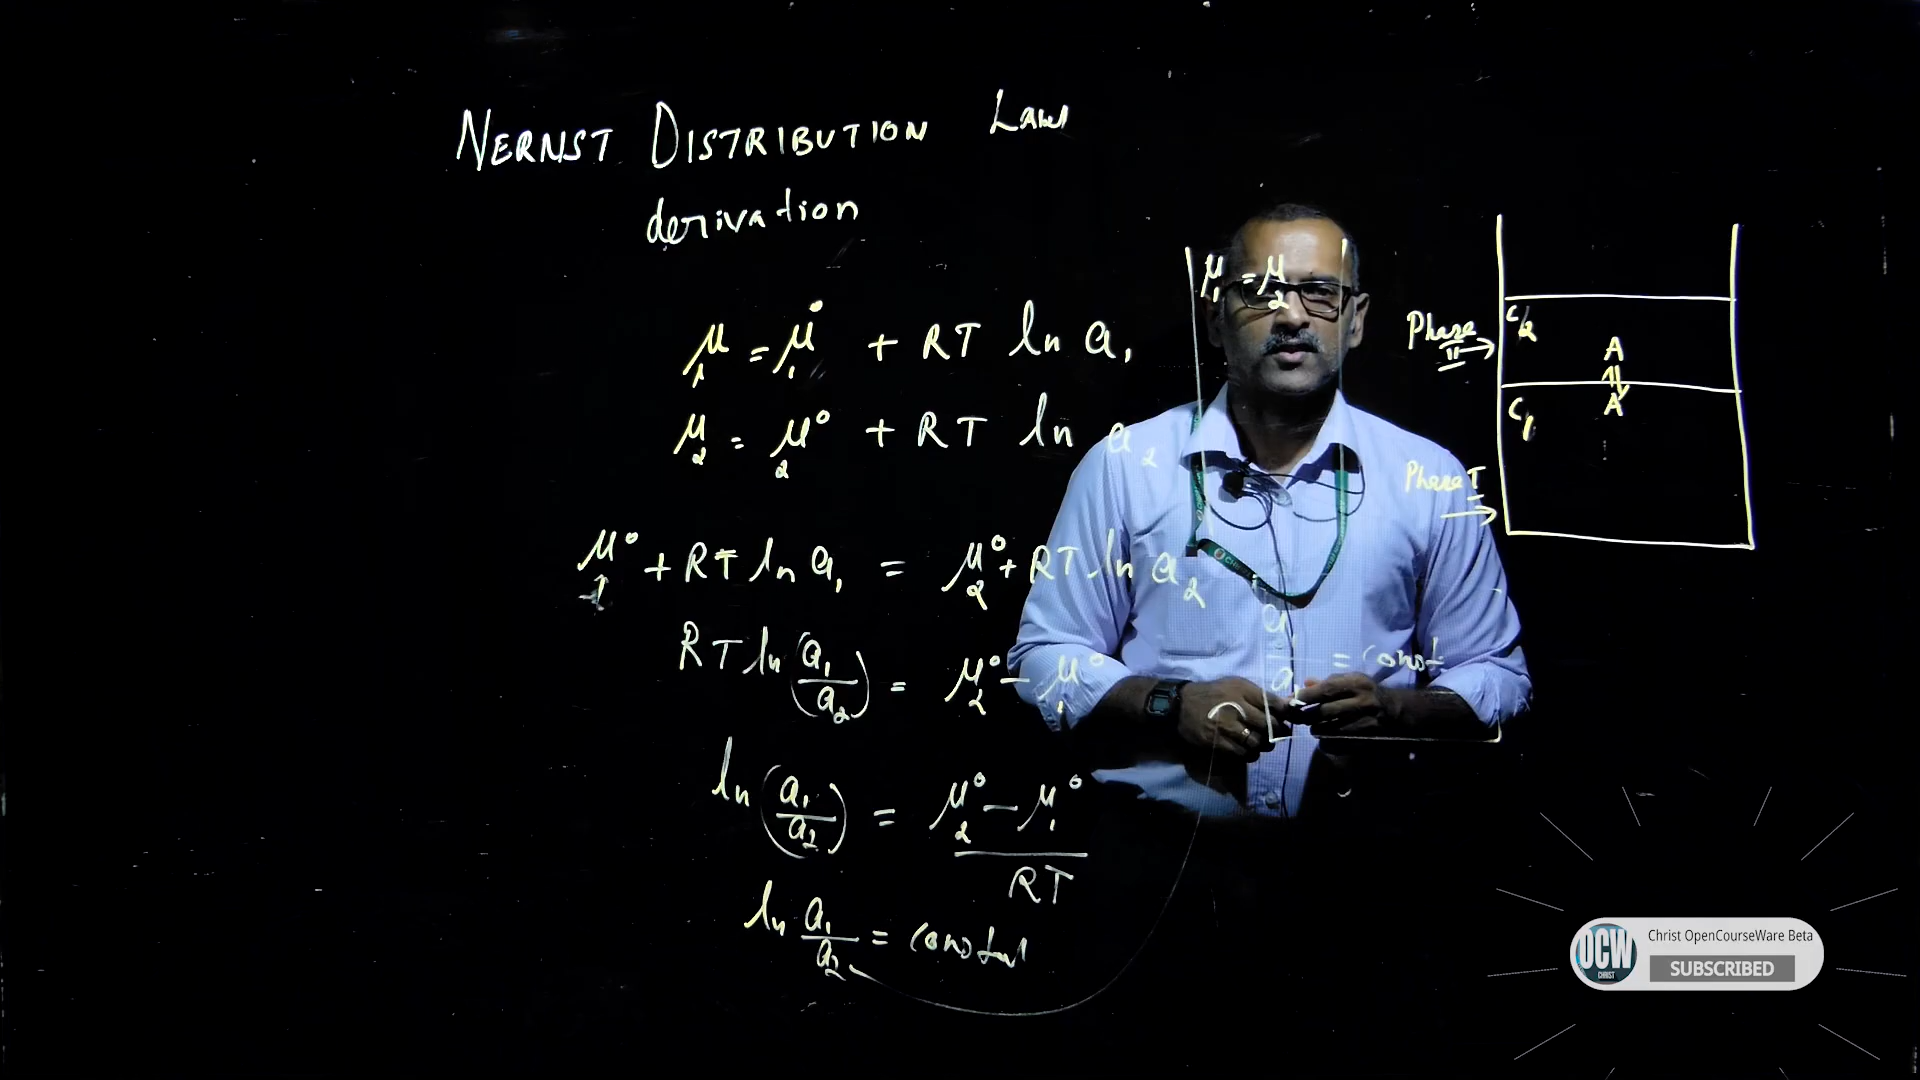 NERNST DISTRIBUTION LAW
derivation
μ₁ = μ₁° + RT ln a₁
μ₂ = μ₂° + RT ln a₂
μ₁° + RT ln a₁ = μ₂° + RT ln a₂
RT ln (a₁/a₂) = μ₂° − μ₁°
ln (a₁/a₂) = (μ₂° − μ₁°)/RT
ln a₁/a₂ = constant
μ₁ = μ₂
a₁/a₂ = const
Phase II →
C₂
A
⇅
A
C₁
Phase I →
OCW
CHRIST
Christ OpenCourseWare Beta
SUBSCRIBED